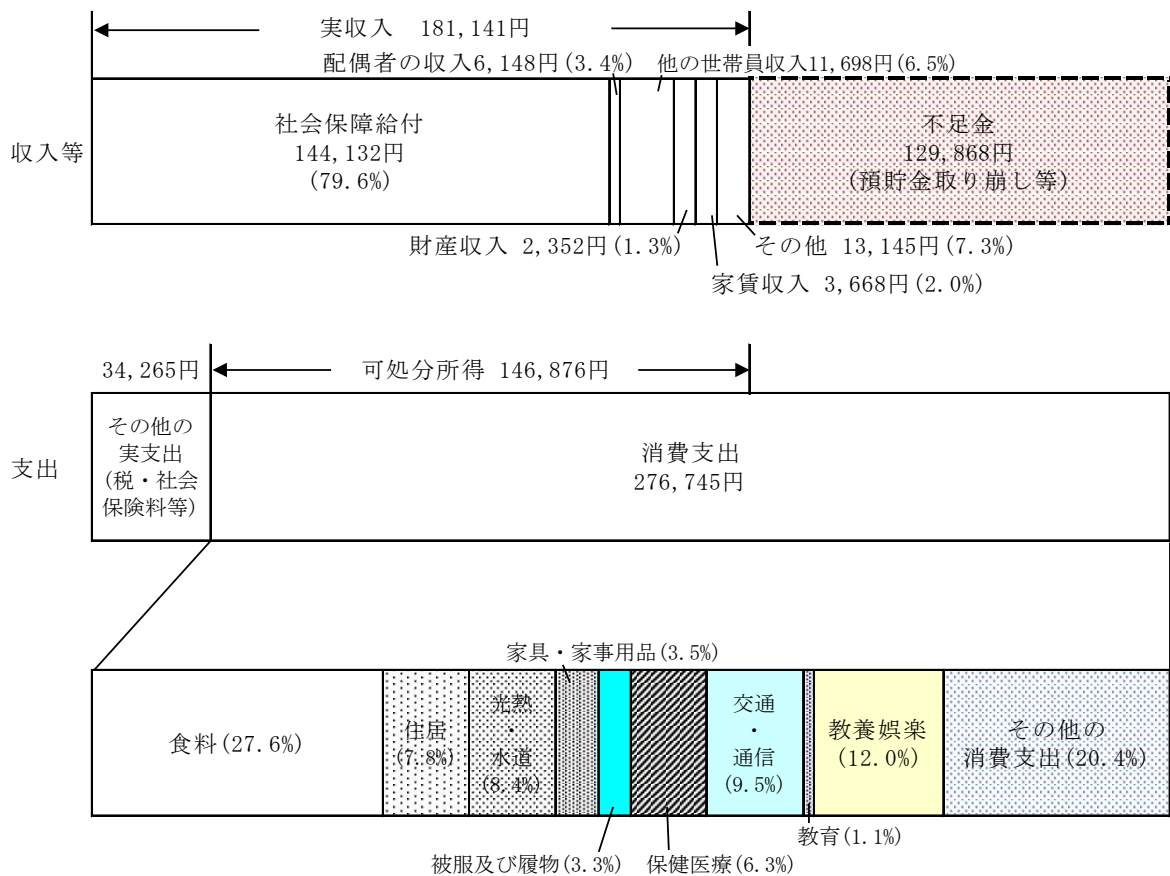 実収入 181,141円
配偶者の収入6,148円(3.4%) 他の世帯員収入11,698円(6.5%)
収入等
社会保障給付
144,132円
(79.6%)
不足金
129,868円
(預貯金取り崩し等)
財産収入 2,352円(1.3%)
その他 13,145円(7.3%)
家賃収入 3,668円(2.0%)
34,265円
可処分所得 146,876円
支出
その他の
実支出
(税・社会
保険料等)
消費支出
276,745円
家具・家事用品(3.5%)
食料(27.6%)
住居
(7.8%)
光熱
・
水道
(8.4%)
交通
・
通信
(9.5%)
教養娯楽
(12.0%)
その他の
消費支出(20.4%)
教育(1.1%)
被服及び履物(3.3%) 保健医療(6.3%)